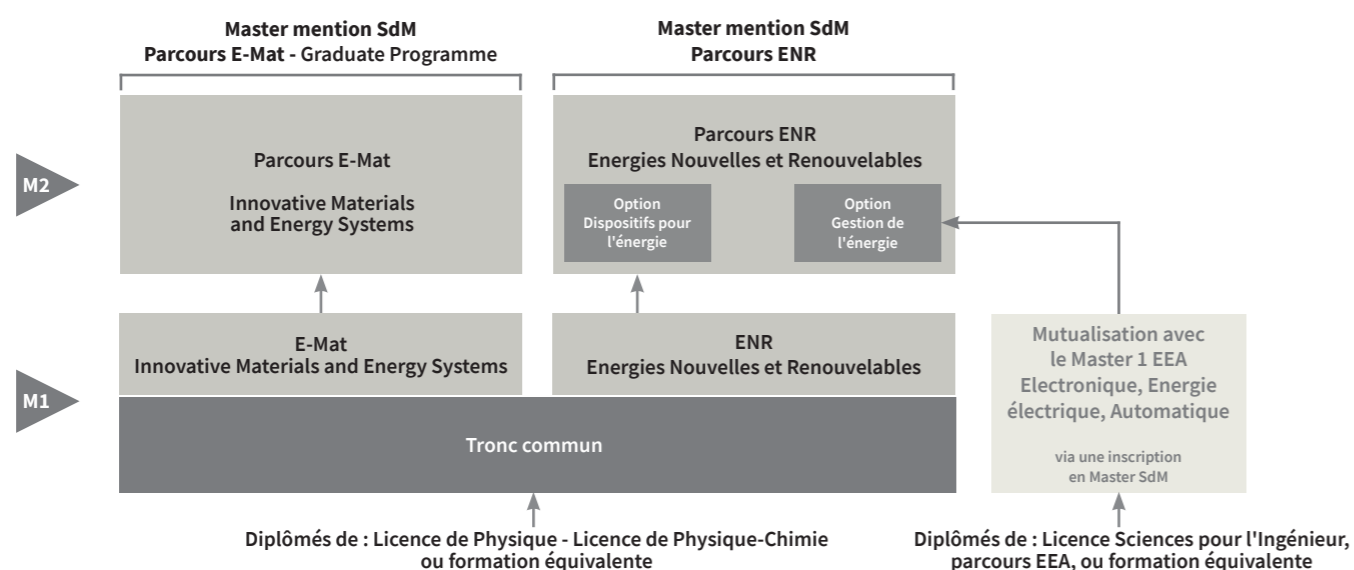 Master mention SdM
Parcours E-Mat - Graduate Programme
Master mention SdM
Parcours ENR
M2
Parcours E-Mat
Innovative Materials
and Energy Systems
Parcours ENR
Energies Nouvelles et Renouvelables
Option
Dispositifs pour
l'énergie
Option
Gestion de
l'énergie
M1
E-Mat
Innovative Materials and Energy Systems
ENR
Energies Nouvelles et Renouvelables
Tronc commun
Mutualisation avec
le Master 1 EEA
Electronique, Energie
électrique, Automatique
via une inscription
en Master SdM
Diplômés de : Licence de Physique - Licence de Physique-Chimie
ou formation équivalente
Diplômés de : Licence Sciences pour l'Ingénieur,
parcours EEA, ou formation équivalente